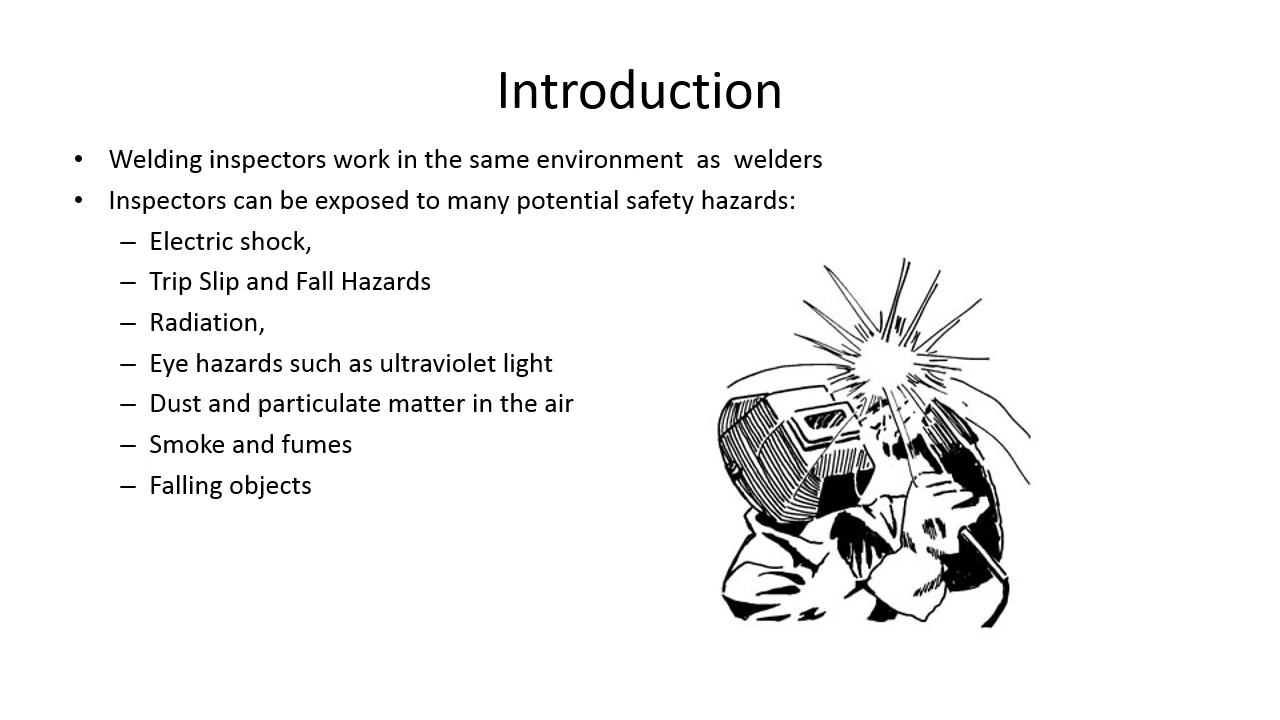 Introduction
• Welding inspectors work in the same environment  as  welders
• Inspectors can be exposed to many potential safety hazards:
– Electric shock,
– Trip Slip and Fall Hazards
– Radiation,
– Eye hazards such as ultraviolet light
– Dust and particulate matter in the air
– Smoke and fumes
– Falling objects